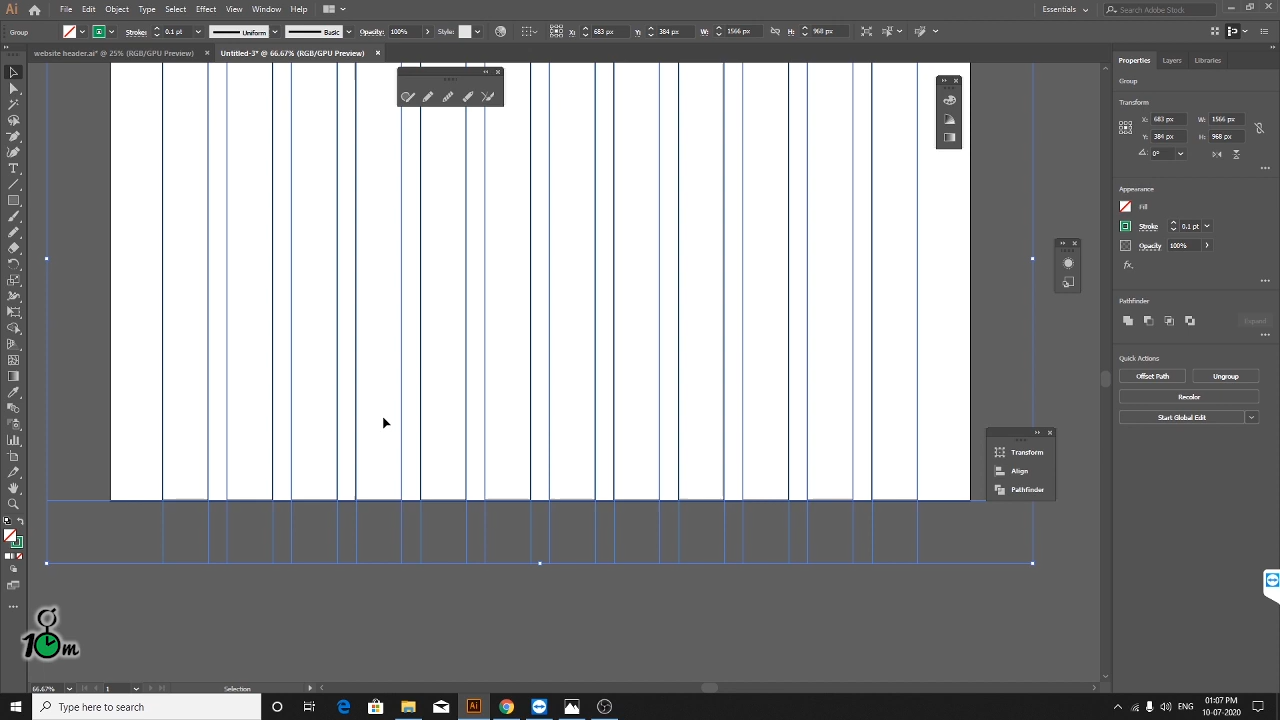 Ai File Edit Object Type Select Effect View Window Help Essentials Search Adobe Stock
Group Stroke: 0.1 pt Uniform Basic Opacity: 100% Style: X: 683 px Y: 384 px W: 1566 px H: 968 px
website header.ai* @ 25% (RGB/GPU Preview) × Untitled-3* @ 66.67% (RGB/GPU Preview) ×
Properties Layers Libraries
Group
Transform
X: 683 px W: 1566 px
Y: 384 px H: 968 px
0°
Appearance
Fill
Stroke 0.1 pt
Opacity 100%
fx.
Pathfinder
Expand
Quick Actions
Offset Path Ungroup
Recolor
Start Global Edit
Transform
Align
Pathfinder
10m
66.67% 1 Selection
Type here to search
Ai
ENG
01:07 PM
10-07-2020